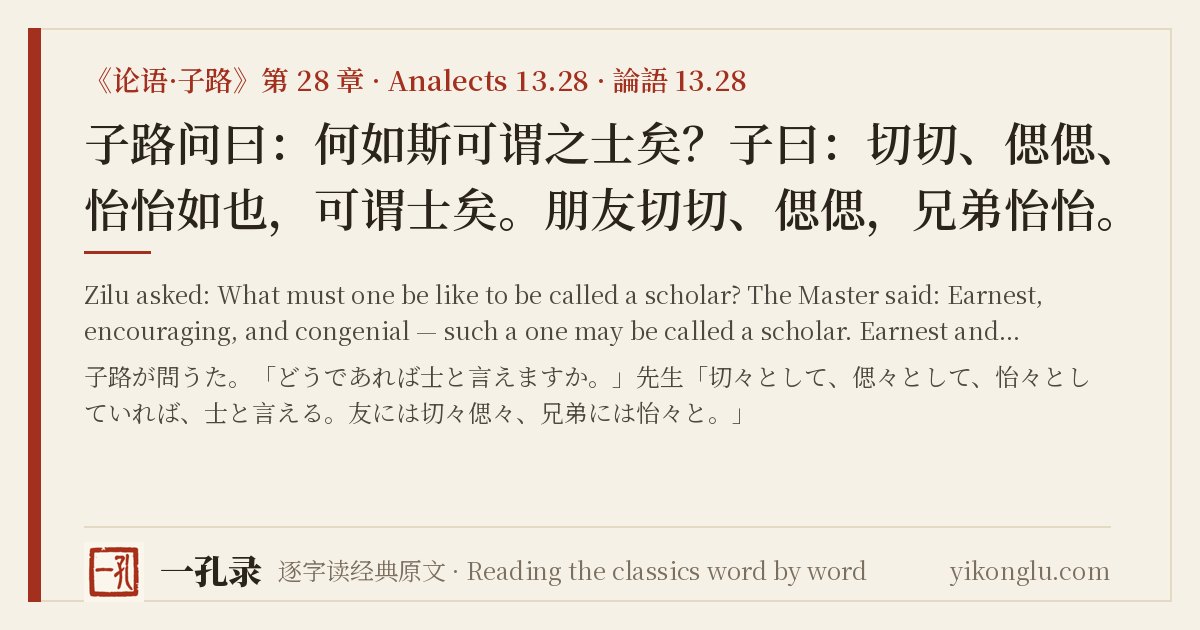 《论语·子路》第 28 章 · Analects 13.28 · 論語 13.28
子路问曰：何如斯可谓之士矣？子曰：切切、偲偲、
怡怡如也，可谓士矣。朋友切切、偲偲，兄弟怡怡。
Zilu asked: What must one be like to be called a scholar? The Master said: Earnest,
encouraging, and congenial — such a one may be called a scholar. Earnest and...
子路が問うた。「どうであれば士と言えますか。」先生「切々として、偲々として、怡々とし
ていれば、士と言える。友には切々偲々、兄弟には怡々と。」
一孔
一孔录 逐字读经典原文 · Reading the classics word by word yikonglu.com